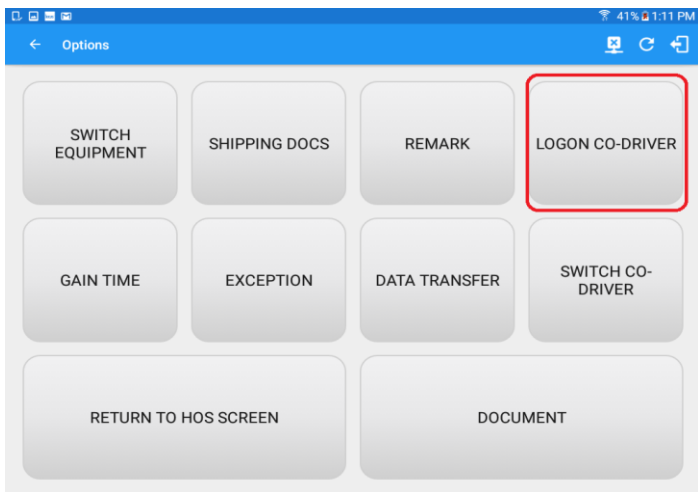 41% 1:11 PM
Options
SWITCH
EQUIPMENT
SHIPPING DOCS
REMARK
LOGON CO-DRIVER
GAIN TIME
EXCEPTION
DATA TRANSFER
SWITCH CO-
DRIVER
RETURN TO HOS SCREEN
DOCUMENT